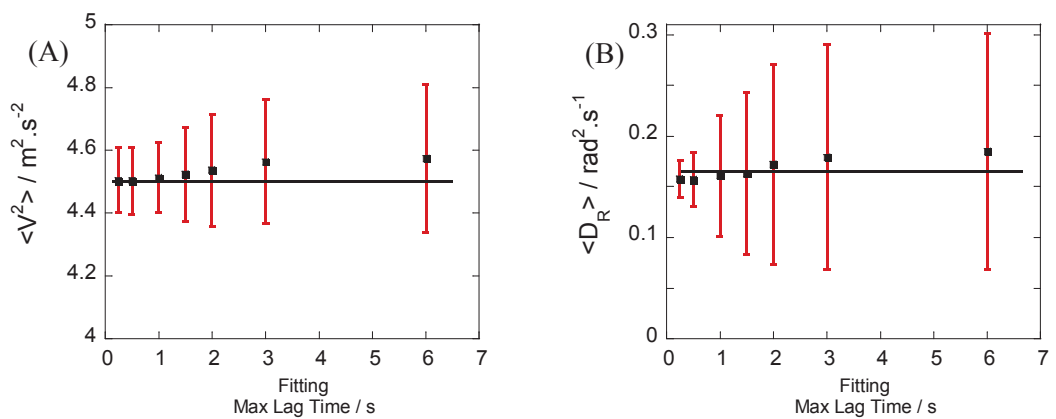 (A)
<V²> / m².s⁻²
5
4.8
4.6
4.4
4.2
4
0 1 2 3 4 5 6 7
Fitting
Max Lag Time / s
(B)
<D_R> / rad².s⁻¹
0.3
0.2
0.1
0
0 1 2 3 4 5 6 7
Fitting
Max Lag Time / s